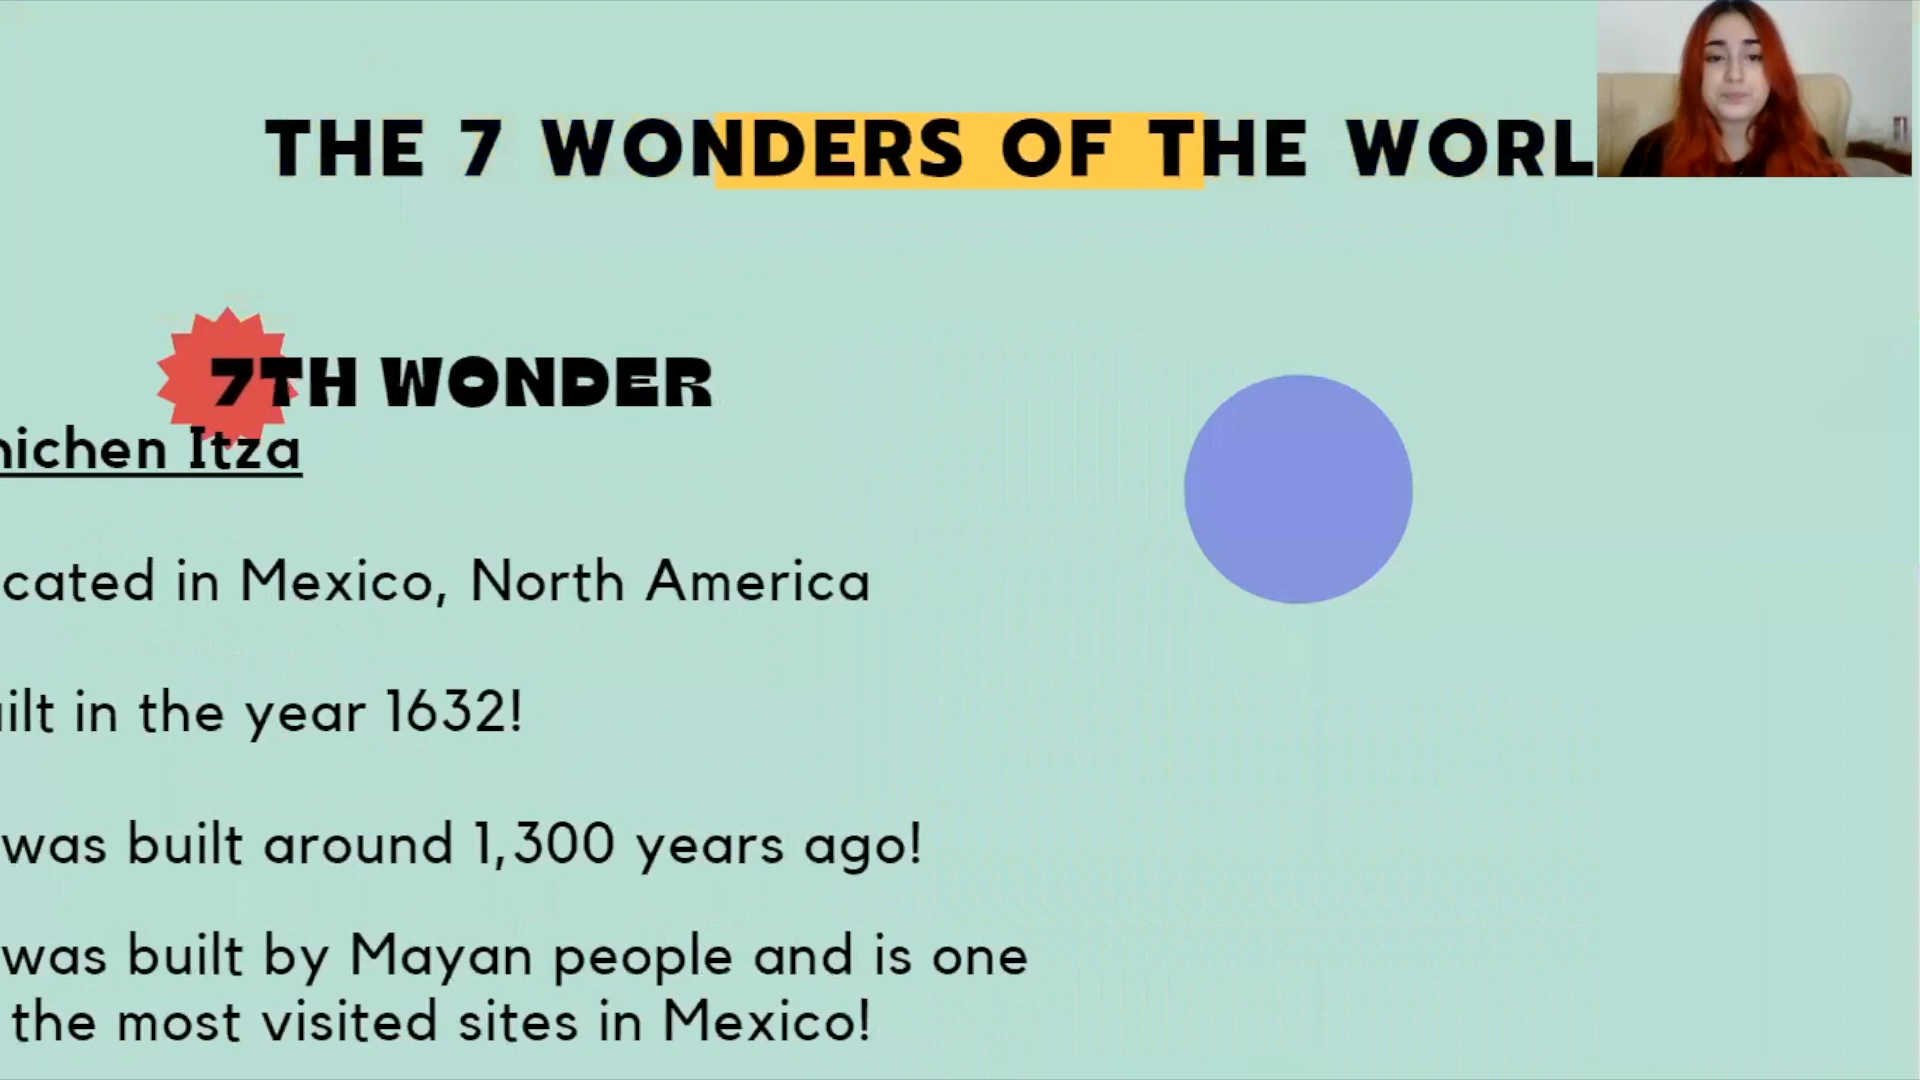 THE 7 WONDERS OF THE WORL
7TH WONDER
hichen Itza
cated in Mexico, North America
ilt in the year 1632!
was built around 1,300 years ago!
was built by Mayan people and is one
the most visited sites in Mexico!